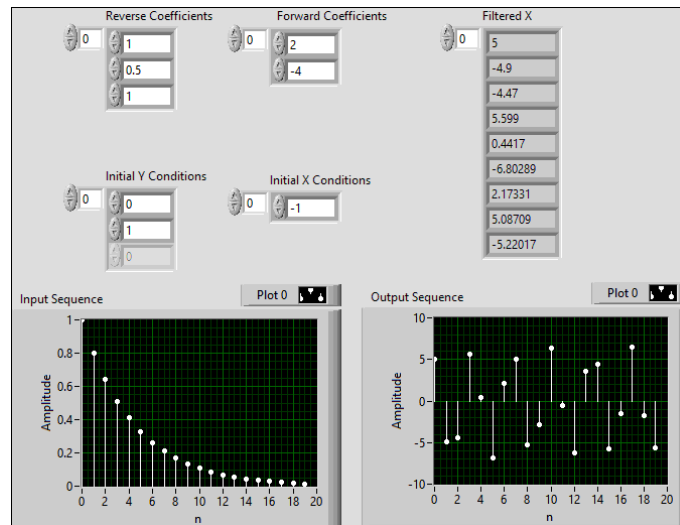 Reverse Coefficients
0
1
0.5
1
Forward Coefficients
0
2
-4
Filtered X
0
5
-4.9
-4.47
5.599
0.4417
-6.80289
2.17331
5.08709
-5.22017
Initial Y Conditions
0
0
1
0
Initial X Conditions
0
-1
Input Sequence
Plot 0
Amplitude
1
0.8
0.6
0.4
0.2
0
0 2 4 6 8 10 12 14 16 18 20
n
Output Sequence
Plot 0
Amplitude
10
5
0
-5
-10
0 2 4 6 8 10 12 14 16 18 20
n